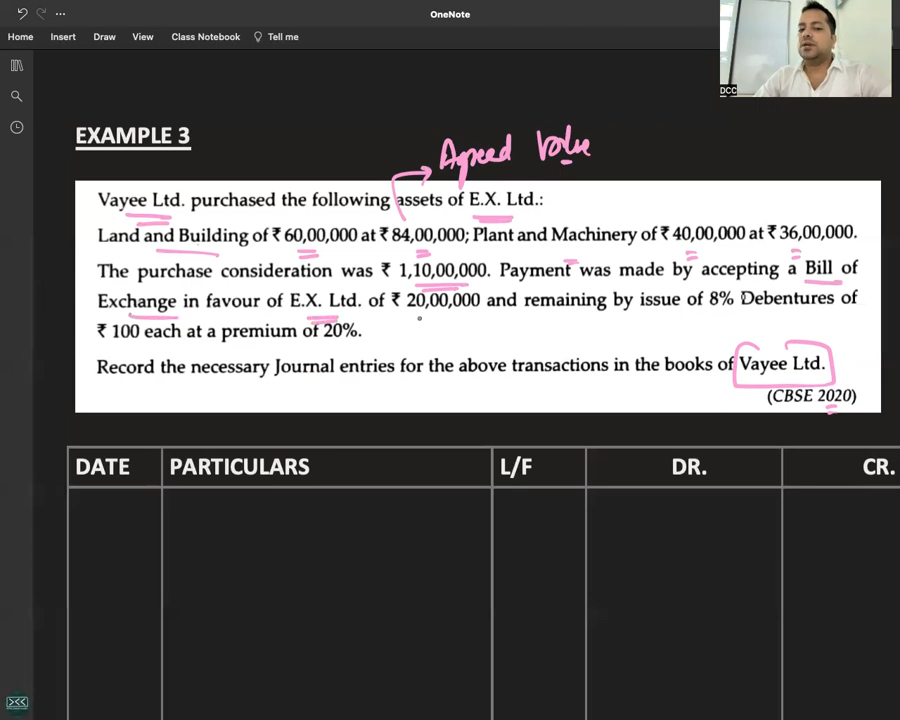 OneNote
Home Insert Draw View Class Notebook Tell me
DCC
EXAMPLE 3
Agreed Value
Vayee Ltd. purchased the following assets of E.X. Ltd.:
Land and Building of ₹ 60,00,000 at ₹ 84,00,000; Plant and Machinery of ₹ 40,00,000 at ₹ 36,00,000.
The purchase consideration was ₹ 1,10,00,000. Payment was made by accepting a Bill of
Exchange in favour of E.X. Ltd. of ₹ 20,00,000 and remaining by issue of 8% Debentures of
₹ 100 each at a premium of 20%.
Record the necessary Journal entries for the above transactions in the books of Vayee Ltd.
(CBSE 2020)
DATE PARTICULARS L/F DR. CR.